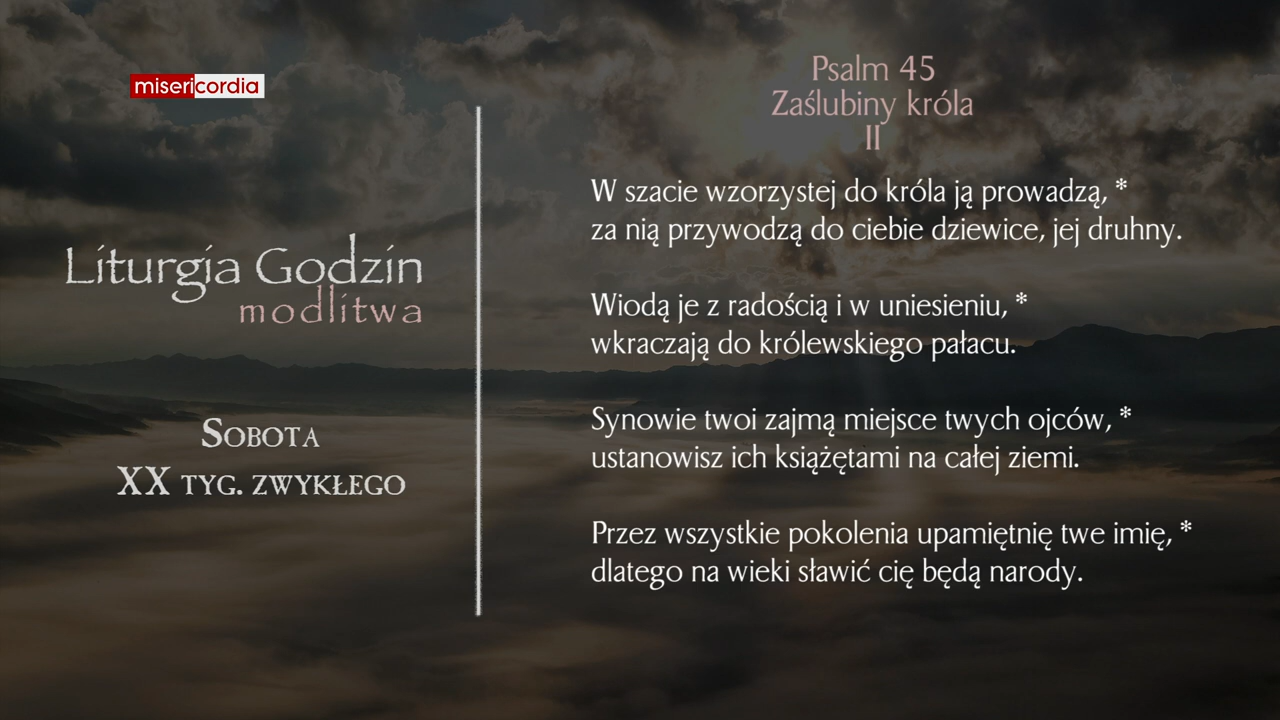 misericordia
Liturgia Godzin
modlitwa
Sobota
XX tyg. zwykłego
Psalm 45
Zaślubiny króla
II
W szacie wzorzystej do króla ją prowadzą, *
za nią przywodzą do ciebie dziewice, jej druhny.
Wiodą je z radością i w uniesieniu, *
wkraczają do królewskiego pałacu.
Synowie twoi zajmą miejsce twych ojców, *
ustanowisz ich książętami na całej ziemi.
Przez wszystkie pokolenia upamiętnię twe imię, *
dlatego na wieki sławić cię będą narody.